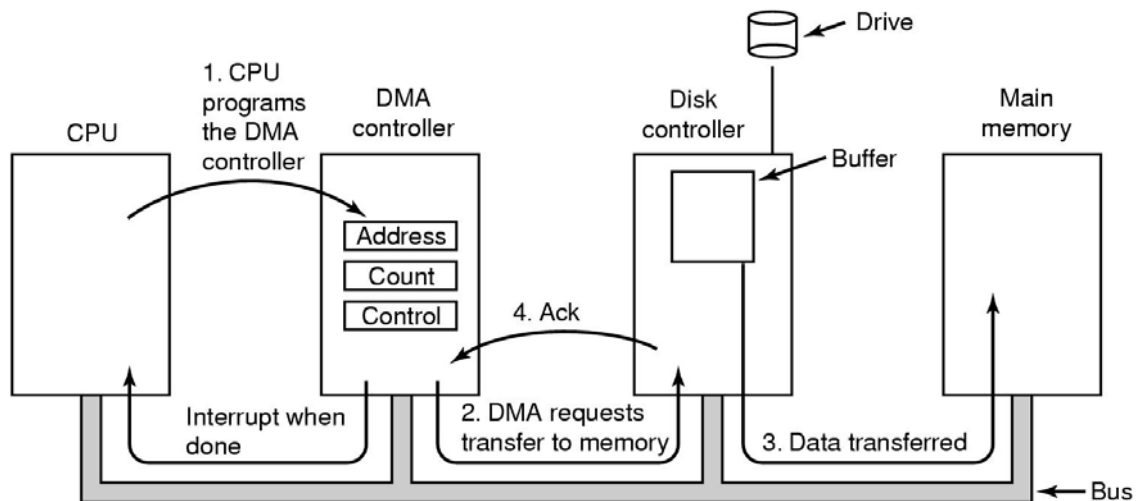 Drive
1. CPU
programs
the DMA
controller
CPU
DMA
controller
Disk
controller
Main
memory
Buffer
Address
Count
Control
4. Ack
Interrupt when
done
2. DMA requests
transfer to memory
3. Data transferred
Bus